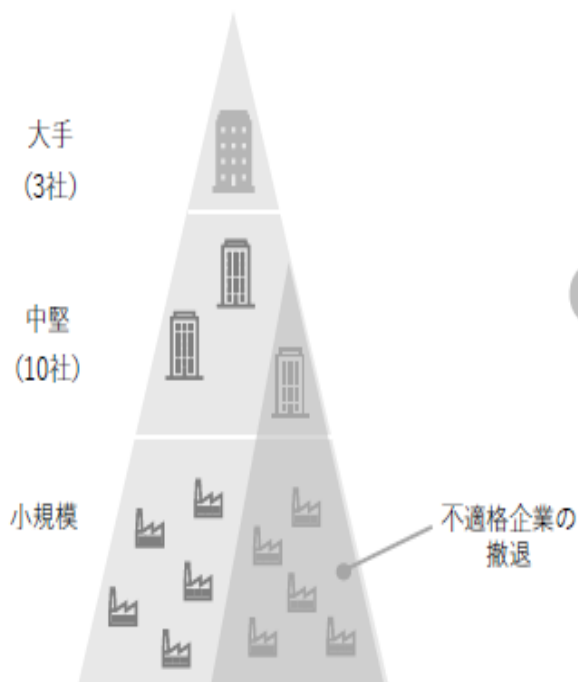 大手
(3社)
中堅
(10社)
小規模
不適格企業の
撤退